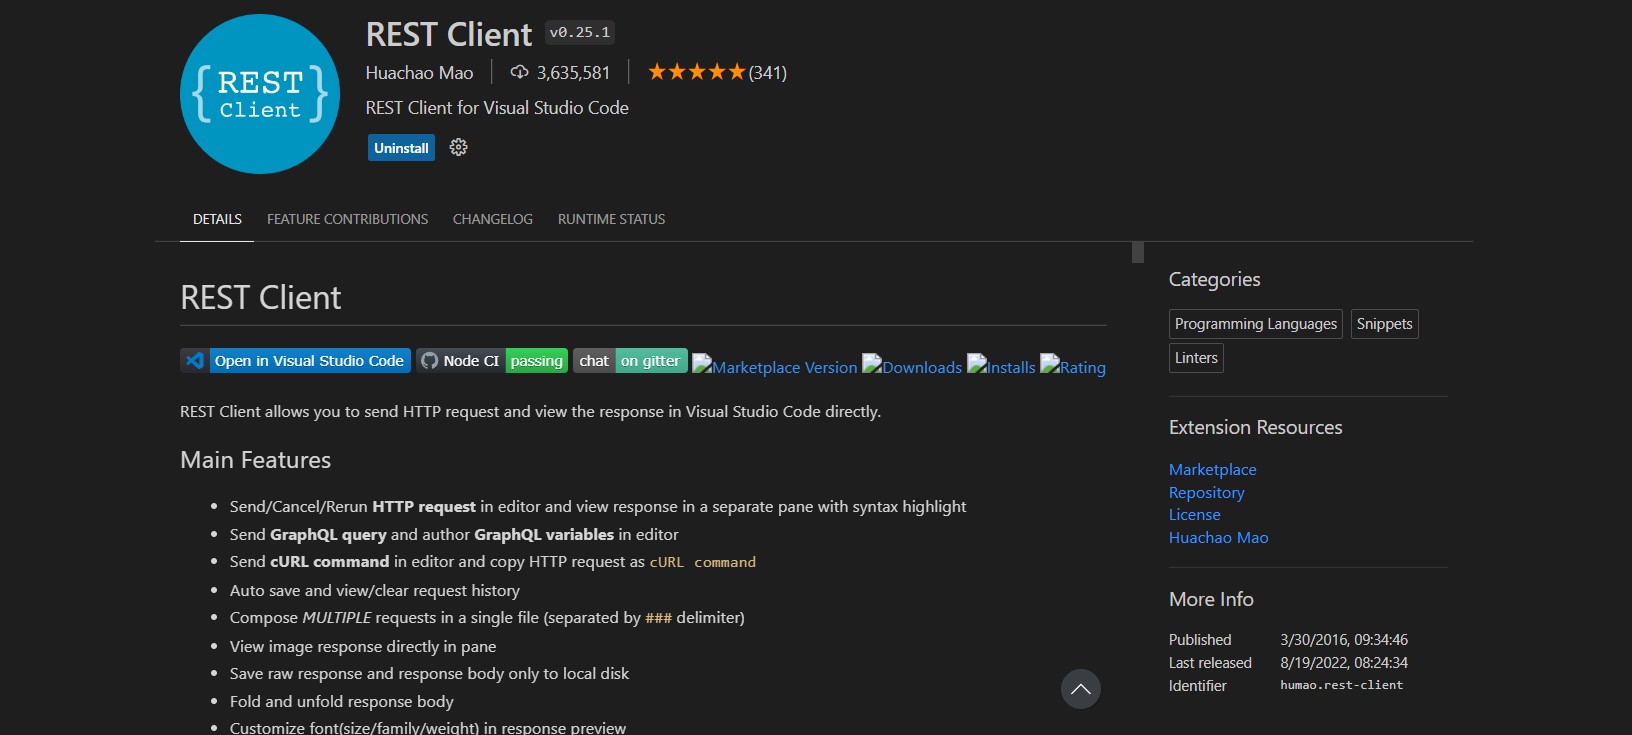 { REST Client }
REST Client v0.25.1
Huachao Mao 3,635,581 ★★★★★(341)
REST Client for Visual Studio Code
Uninstall
DETAILS FEATURE CONTRIBUTIONS CHANGELOG RUNTIME STATUS
REST Client
Open in Visual Studio Code Node CI passing chat on gitter Marketplace Version Downloads Installs Rating
REST Client allows you to send HTTP request and view the response in Visual Studio Code directly.
Main Features
• Send/Cancel/Rerun HTTP request in editor and view response in a separate pane with syntax highlight
• Send GraphQL query and author GraphQL variables in editor
• Send cURL command in editor and copy HTTP request as cURL command
• Auto save and view/clear request history
• Compose MULTIPLE requests in a single file (separated by ### delimiter)
• View image response directly in pane
• Save raw response and response body only to local disk
• Fold and unfold response body
• Customize font(size/family/weight) in response preview
Categories
Programming Languages Snippets
Linters
Extension Resources
Marketplace
Repository
License
Huachao Mao
More Info
Published 3/30/2016, 09:34:46
Last released 8/19/2022, 08:24:34
Identifier humao.rest-client